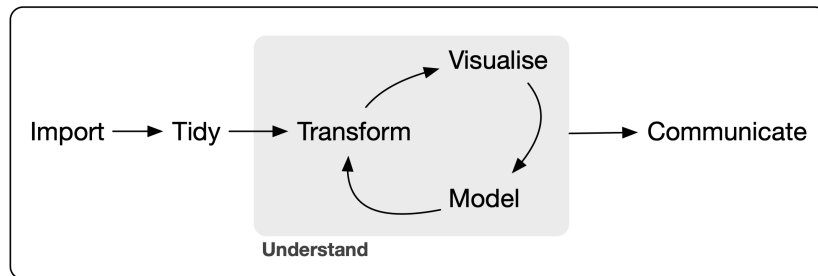 Import
Tidy
Transform
Visualise
Model
Communicate
Understand